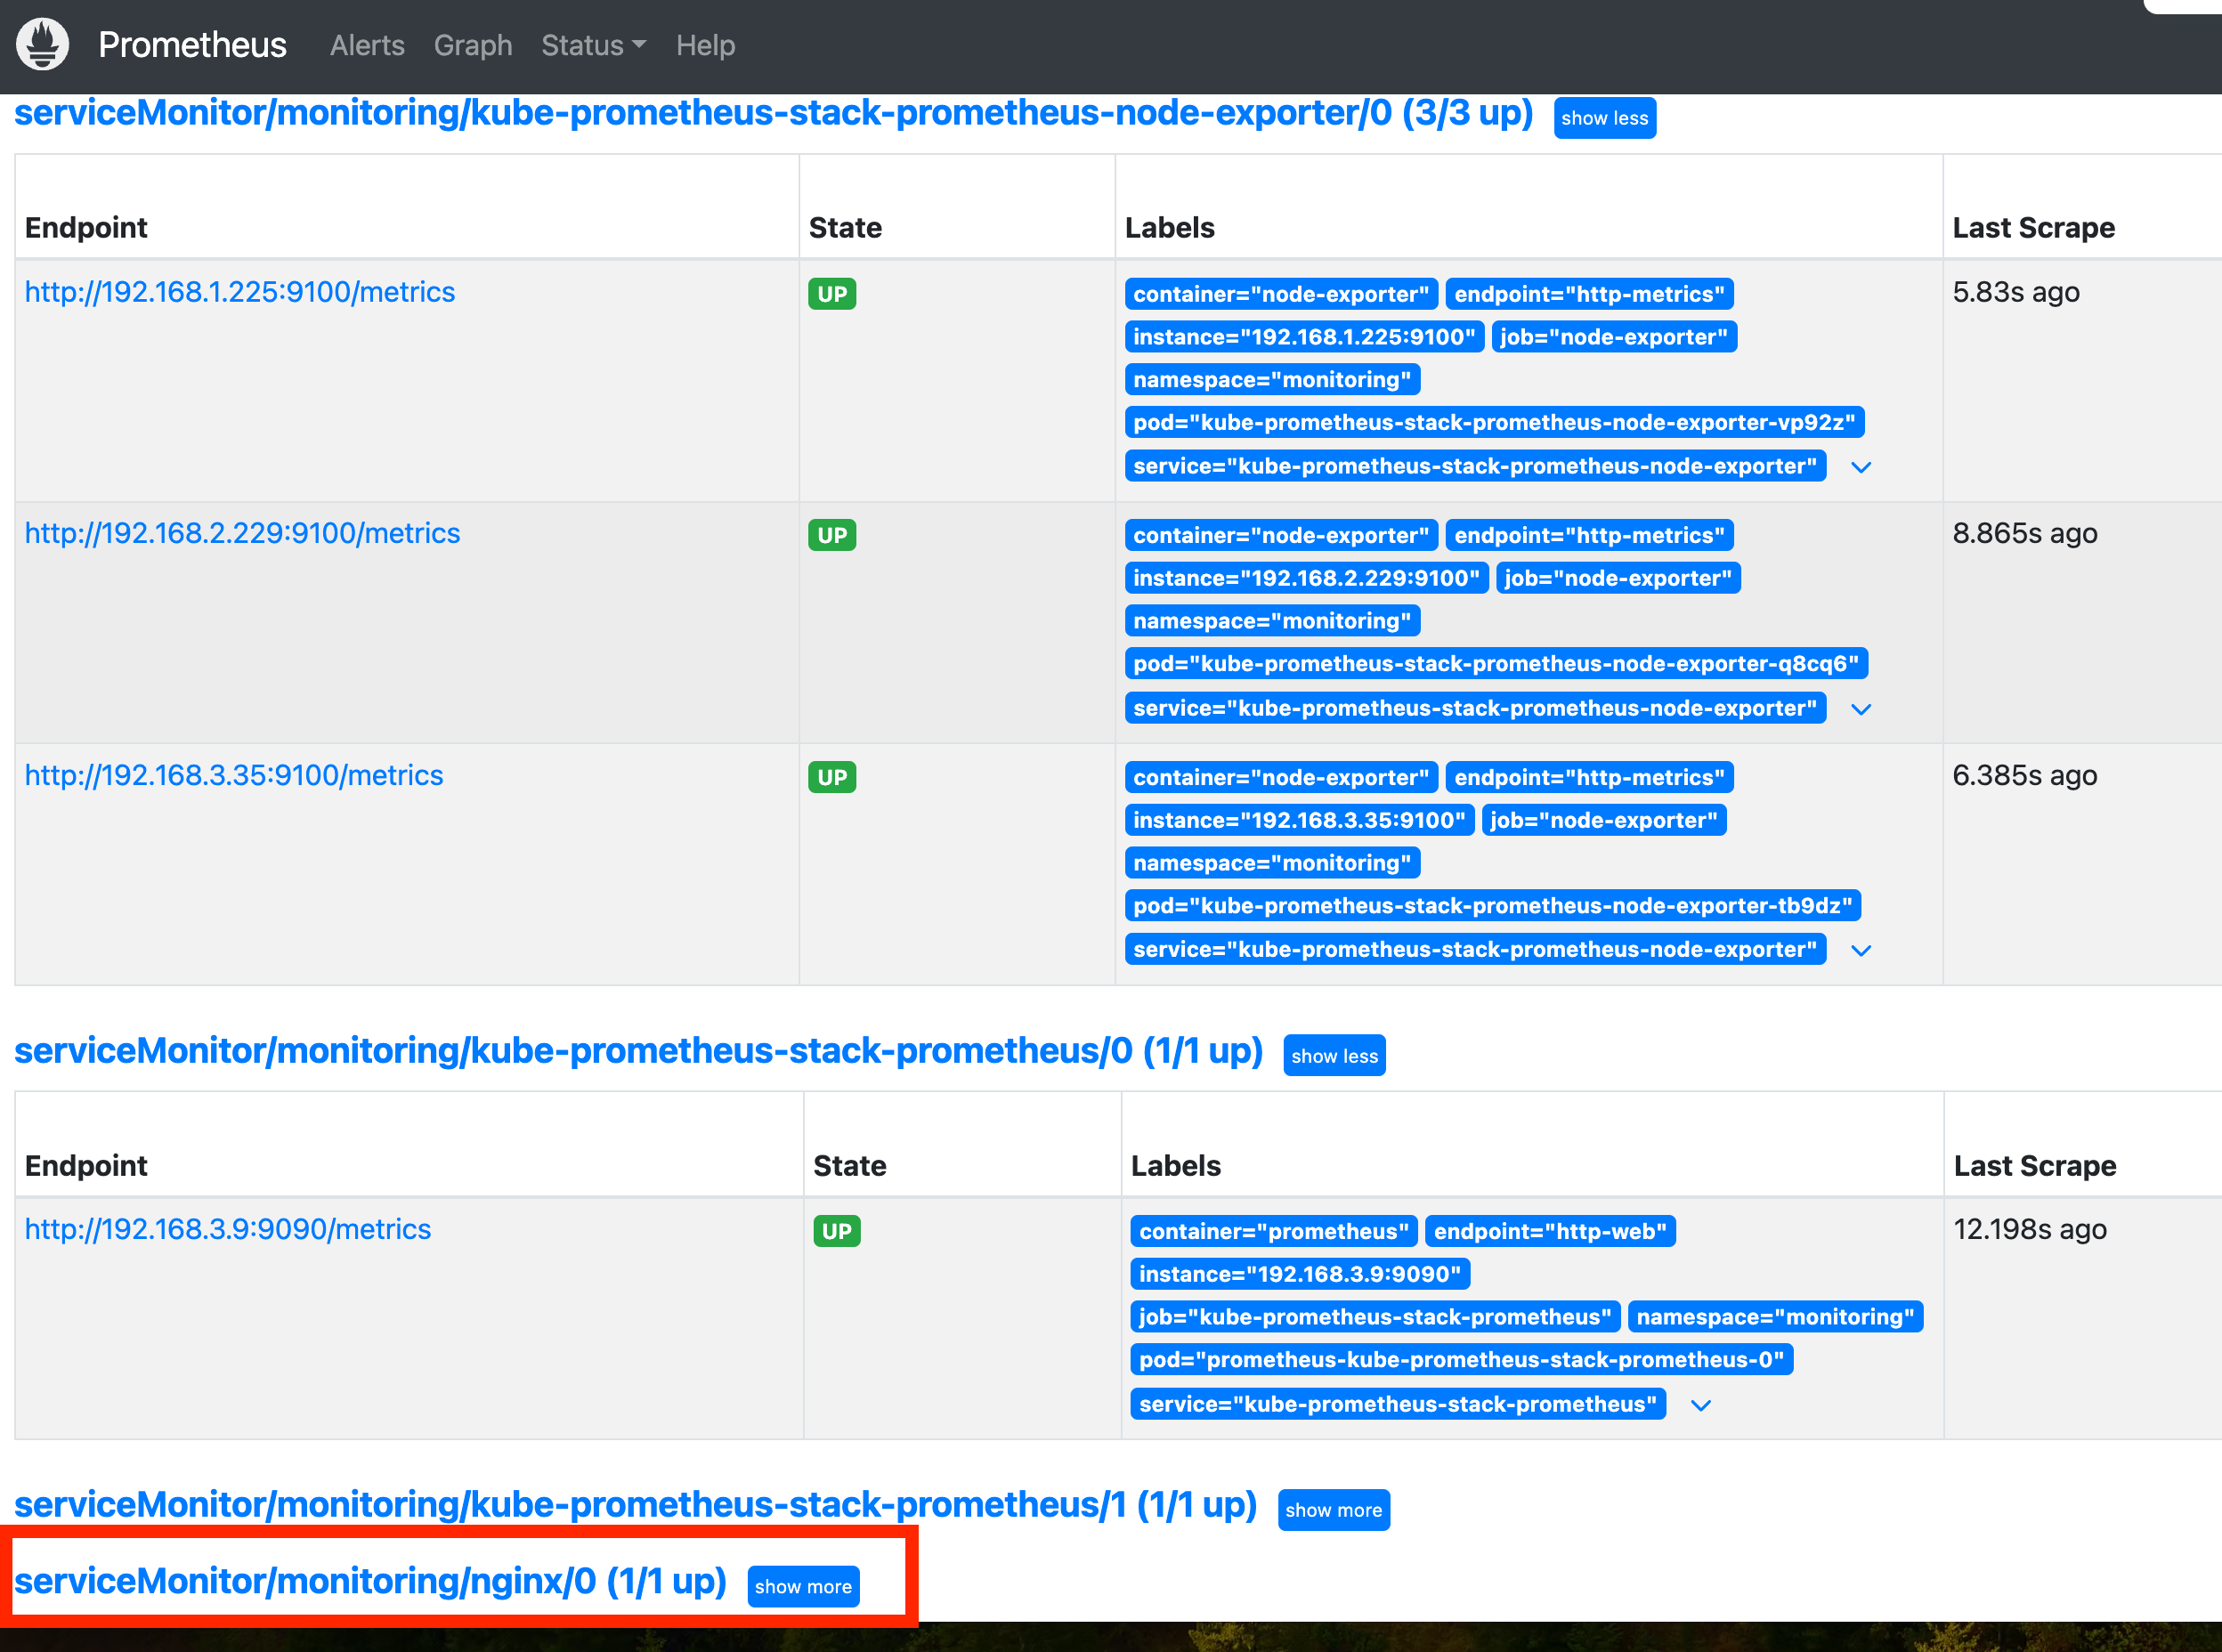 Prometheus Alerts Graph Status Help
serviceMonitor/monitoring/kube-prometheus-stack-prometheus-node-exporter/0 (3/3 up) show less
Endpoint State Labels Last Scrape
http://192.168.1.225:9100/metrics UP container="node-exporter" endpoint="http-metrics" 5.83s ago
instance="192.168.1.225:9100" job="node-exporter"
namespace="monitoring"
pod="kube-prometheus-stack-prometheus-node-exporter-vp92z"
service="kube-prometheus-stack-prometheus-node-exporter"
http://192.168.2.229:9100/metrics UP container="node-exporter" endpoint="http-metrics" 8.865s ago
instance="192.168.2.229:9100" job="node-exporter"
namespace="monitoring"
pod="kube-prometheus-stack-prometheus-node-exporter-q8cq6"
service="kube-prometheus-stack-prometheus-node-exporter"
http://192.168.3.35:9100/metrics UP container="node-exporter" endpoint="http-metrics" 6.385s ago
instance="192.168.3.35:9100" job="node-exporter"
namespace="monitoring"
pod="kube-prometheus-stack-prometheus-node-exporter-tb9dz"
service="kube-prometheus-stack-prometheus-node-exporter"
serviceMonitor/monitoring/kube-prometheus-stack-prometheus/0 (1/1 up) show less
Endpoint State Labels Last Scrape
http://192.168.3.9:9090/metrics UP container="prometheus" endpoint="http-web" 12.198s ago
instance="192.168.3.9:9090"
job="kube-prometheus-stack-prometheus" namespace="monitoring"
pod="prometheus-kube-prometheus-stack-prometheus-0"
service="kube-prometheus-stack-prometheus"
serviceMonitor/monitoring/kube-prometheus-stack-prometheus/1 (1/1 up) show more
serviceMonitor/monitoring/nginx/0 (1/1 up) show more